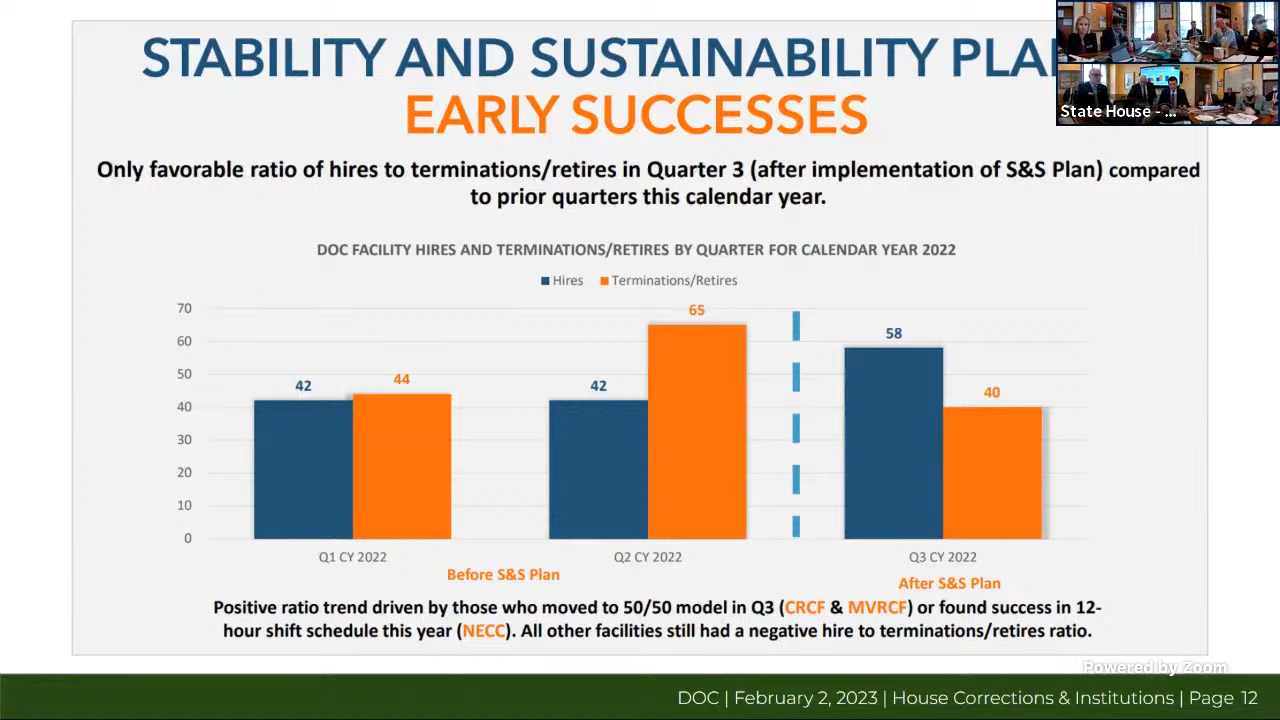 STABILITY AND SUSTAINABILITY PLA
EARLY SUCCESSES
State House - ...
Only favorable ratio of hires to terminations/retires in Quarter 3 (after implementation of S&S Plan) compared
to prior quarters this calendar year.
DOC FACILITY HIRES AND TERMINATIONS/RETIRES BY QUARTER FOR CALENDAR YEAR 2022
Hires Terminations/Retires
70
60
50
40
30
20
10
0
42
44
42
65
58
40
Q1 CY 2022 Q2 CY 2022 Q3 CY 2022
Before S&S Plan After S&S Plan
Positive ratio trend driven by those who moved to 50/50 model in Q3 (CRCF & MVRCF) or found success in 12-
hour shift schedule this year (NECC). All other facilities still had a negative hire to terminations/retires ratio.
Powered by Zoom
DOC | February 2, 2023 | House Corrections & Institutions | Page 12